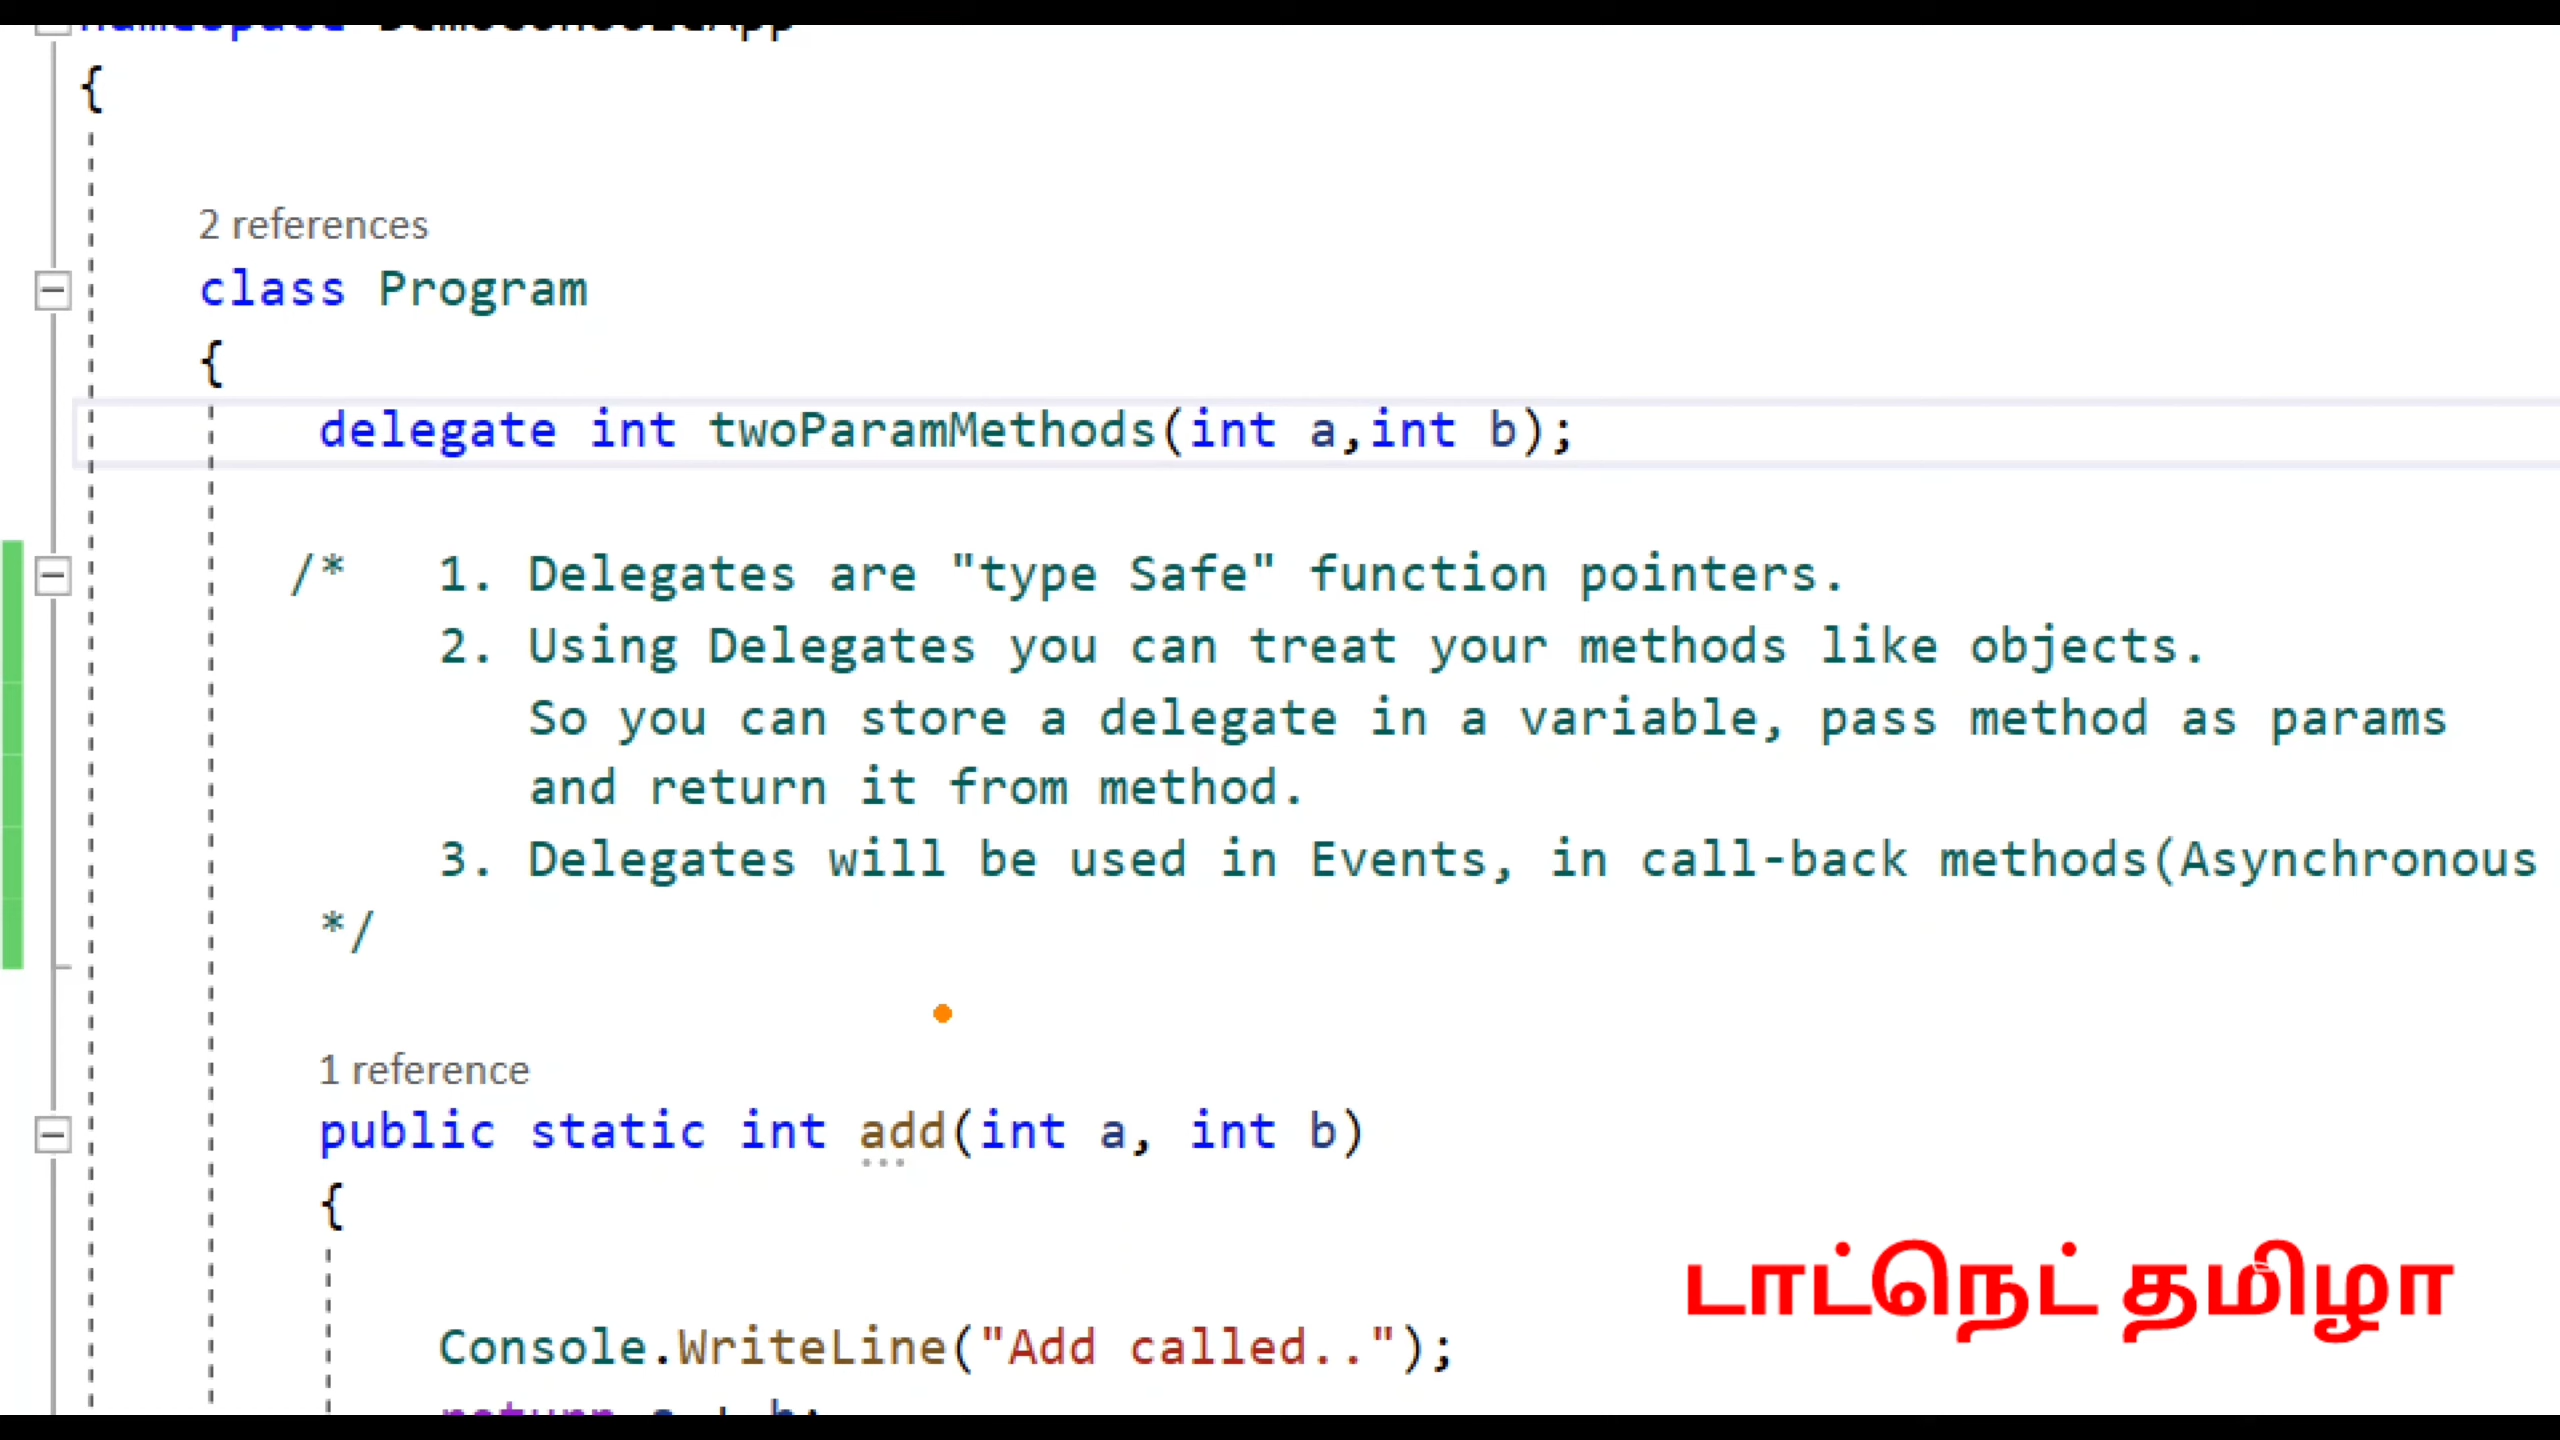 namespace DemoConsoleApp
{
2 references
class Program
{
delegate int twoParamMethods(int a,int b);
/* 1. Delegates are "type Safe" function pointers.
2. Using Delegates you can treat your methods like objects.
So you can store a delegate in a variable, pass method as params
and return it from method.
3. Delegates will be used in Events, in call-back methods(Asynchronous
*/
1 reference
public static int add(int a, int b)
{
Console.WriteLine("Add called..");
return a + b;
டாட்நெட் தமிழா